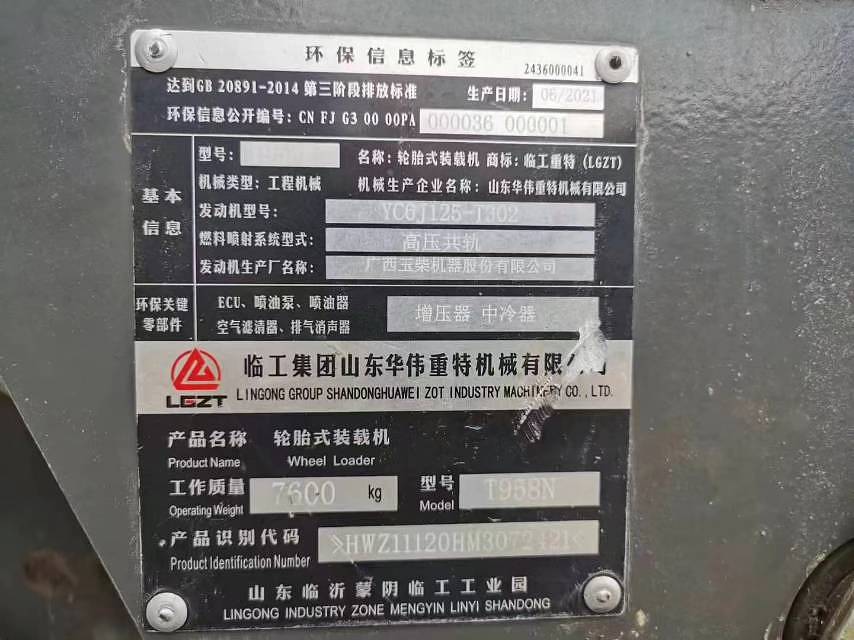 环保信息标签
2436000041
达到GB 20891-2014 第三阶段排放标准 生产日期: 06/2021
环保信息公开编号: CN FJ G3 00 00PA 000036 000001
基本信息
型号: 名称: 轮胎式装载机 商标: 临工重特 (LGZT)
机械类型: 工程机械 机械生产企业名称: 山东华伟重特机械有限公司
发动机型号: YCGJ125-T302
燃料喷射系统型式: 高压共轨
发动机生产厂名称: 广西玉柴机器股份有限公司
环保关键零部件
ECU、喷油泵、喷油器
空气滤清器、排气消声器
增压器 中冷器
LGZT
临工集团山东华伟重特机械有限
LINGONG GROUP SHANDONGHUAWEI ZOT INDUSTRY MACHINERY CO., LTD.
产品名称 轮胎式装载机
Product Name Wheel Loader
工作质量 7600 kg 型号 T958N
Operating Weight Model
产品识别代码 HWZ11120HM3072421
Product Identification Number
山东临沂蒙阴临工工业园
LINGONG INDUSTRY ZONE MENGYIN LINYI SHANDONG